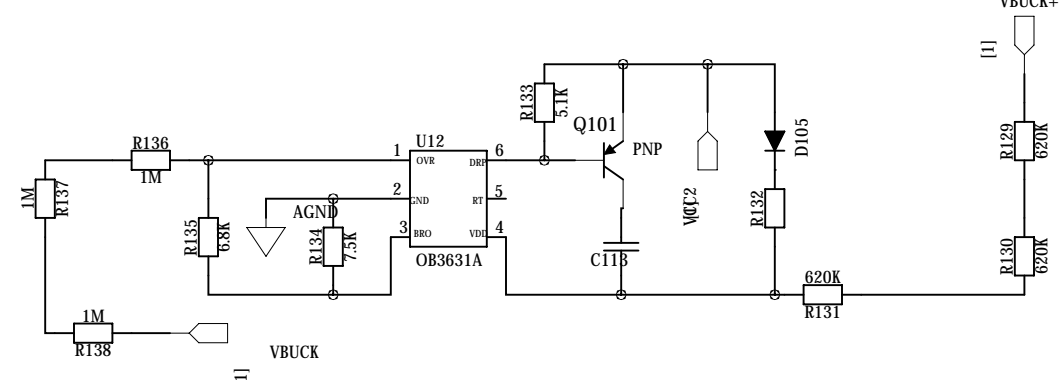 VBUCK+
[1]
R133
5.1K
Q101
PNP
D105
R129
620K
R136
1M
U12
1
OVR
DRP
6
1M
R137
2
GND
RT
5
AGND
R132
R135
6.8K
R134
7.5K
3
BRO
VDD
4
OB3631A
C113
R130
620K
620K
R131
1M
R138
VBUCK
1]